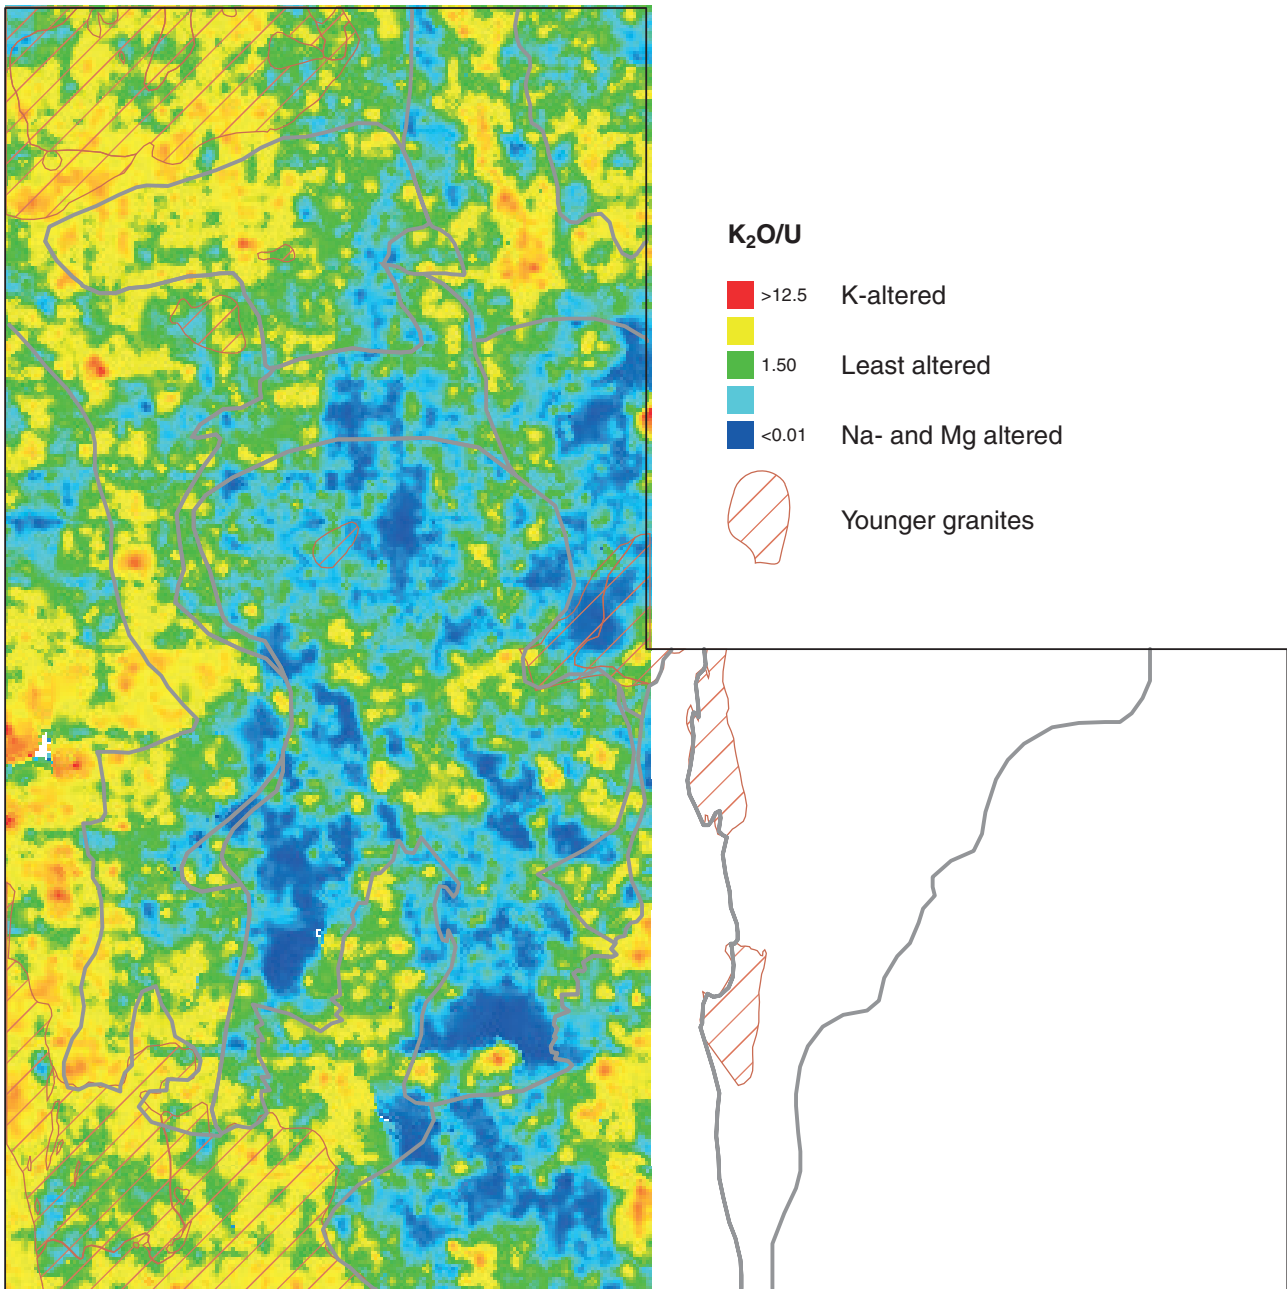 K₂O/U
>12.5 K-altered
1.50 Least altered
<0.01 Na- and Mg altered
Younger granites